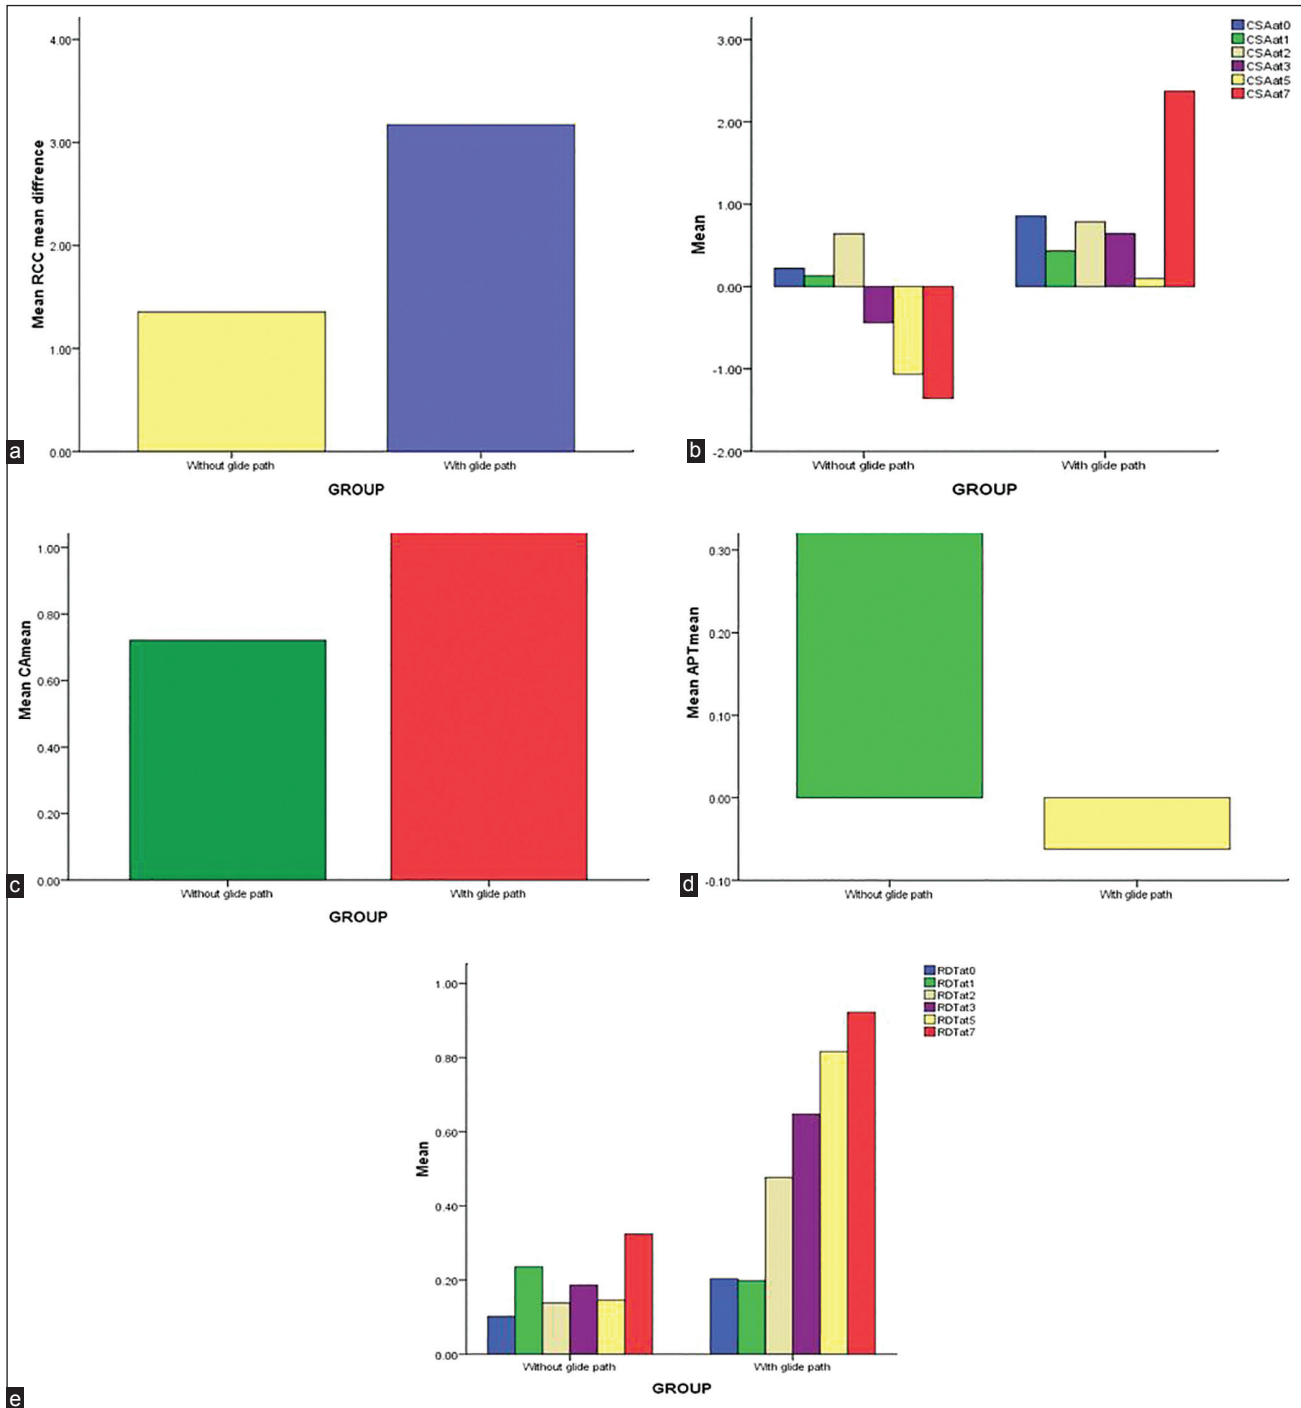 4.00
3.00
2.00
1.00
0.00
Mean RCC mean diffrence
Without glide path
With glide path
GROUP
a
3.00
2.00
1.00
0.00
-1.00
-2.00
Mean
CSAat0
CSAat1
CSAat2
CSAat3
CSAat5
CSAat7
Without glide path
With glide path
GROUP
b
1.00
0.80
0.60
0.40
0.20
0.00
Mean CAmean
Without glide path
With glide path
GROUP
c
0.30
0.20
0.10
0.00
-0.10
Mean APTmean
Without glide path
With glide path
d
1.00
0.80
0.60
0.40
0.20
0.00
Mean
RDTat0
RDTat1
RDTat2
RDTat3
RDTat5
RDTat7
Without glide path
With glide path
GROUP
e